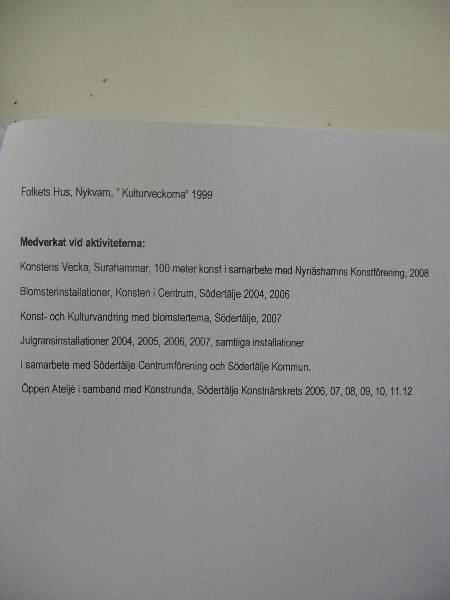 Folkets Hus, Nykvarn, " Kulturveckorna" 1999
Medverkat vid aktiviteterna:
Konstens Vecka, Surahammar, 100 meter konst i samarbete med Nynäshamns Konstförening, 2008
Blomsterinstallationer, Konsten i Centrum, Södertälje 2004, 2006
Konst- och Kulturvandring med blomstertema, Södertälje, 2007
Julgransinstallationer 2004, 2005, 2006, 2007, samtliga installationer
i samarbete med Södertälje Centrumförening och Södertälje Kommun.
Öppen Ateljé i samband med Konstrunda, Södertälje Konstnärskrets 2006, 07, 08, 09, 10, 11.12